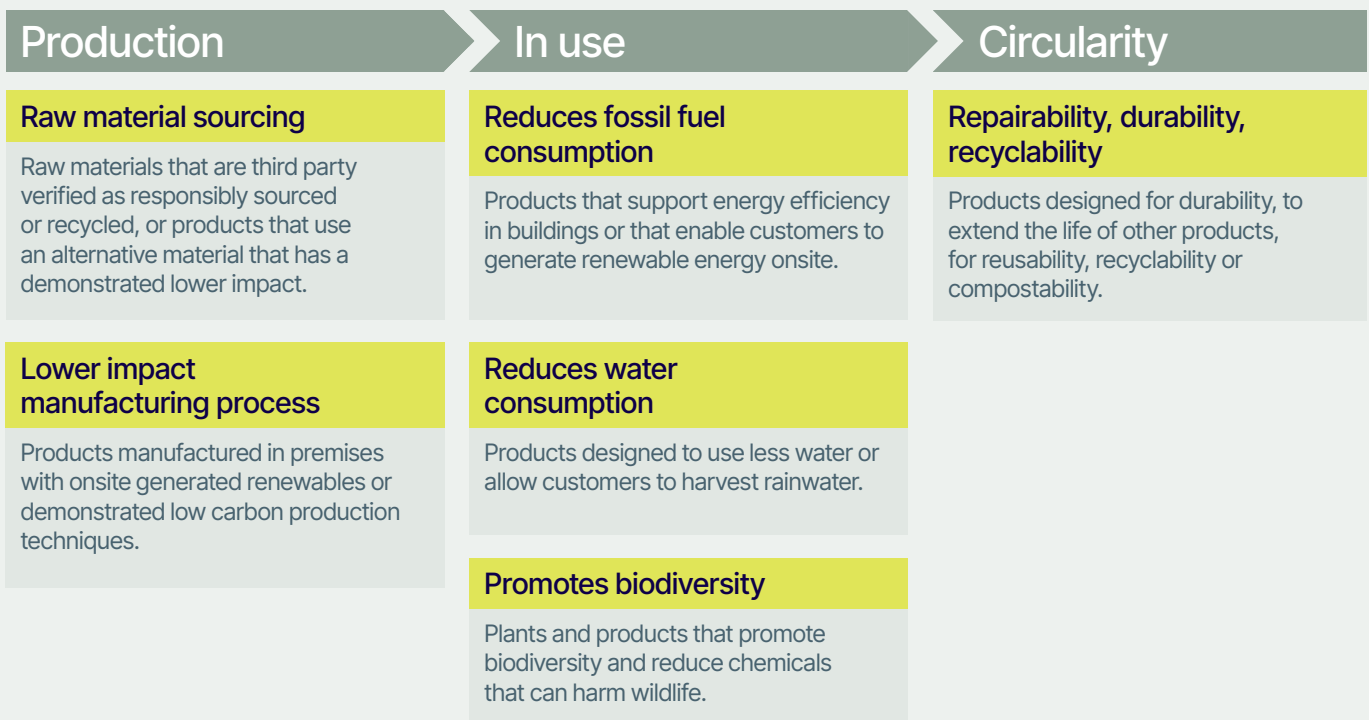 Production
Raw material sourcing
Raw materials that are third party
verified as responsibly sourced
or recycled, or products that use
an alternative material that has a
demonstrated lower impact.
Lower impact
manufacturing process
Products manufactured in premises
with onsite generated renewables or
demonstrated low carbon production
techniques.
In use
Reduces fossil fuel
consumption
Products that support energy efficiency
in buildings or that enable customers to
generate renewable energy onsite.
Reduces water
consumption
Products designed to use less water or
allow customers to harvest rainwater.
Promotes biodiversity
Plants and products that promote
biodiversity and reduce chemicals
that can harm wildlife.
Circularity
Repairability, durability,
recyclability
Products designed for durability, to
extend the life of other products,
for reusability, recyclability or
compostability.